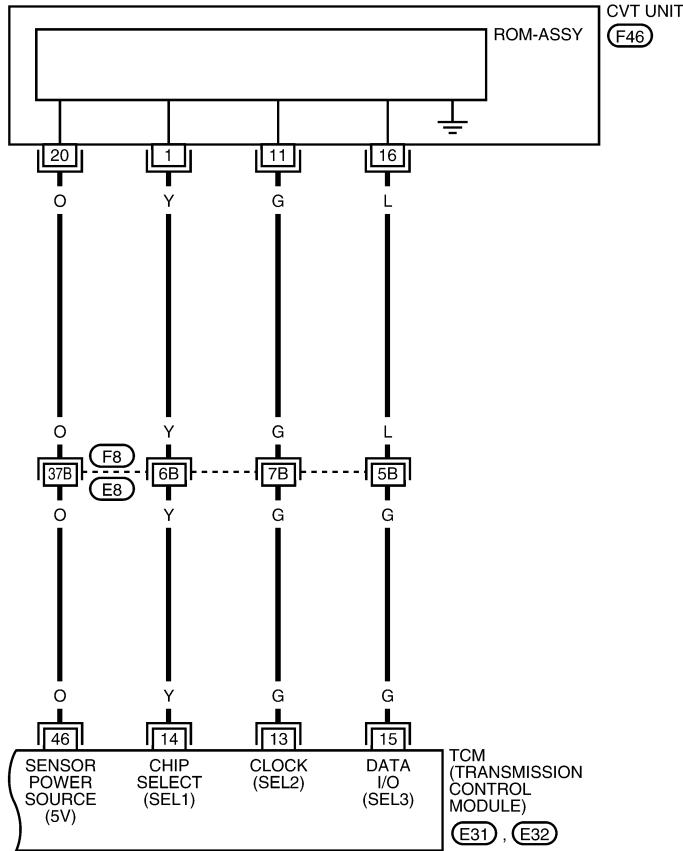 CVT UNIT
F46
ROM-ASSY
20 1 11 16
O Y G L
O Y G L
F8
37B 6B 7B 5B
E8
O Y G G
O Y G G
46 14 13 15
SENSOR
POWER
SOURCE
(5V)
CHIP
SELECT
(SEL1)
CLOCK
(SEL2)
DATA
I/O
(SEL3)
TCM
(TRANSMISSION
CONTROL
MODULE)
E31 , E32